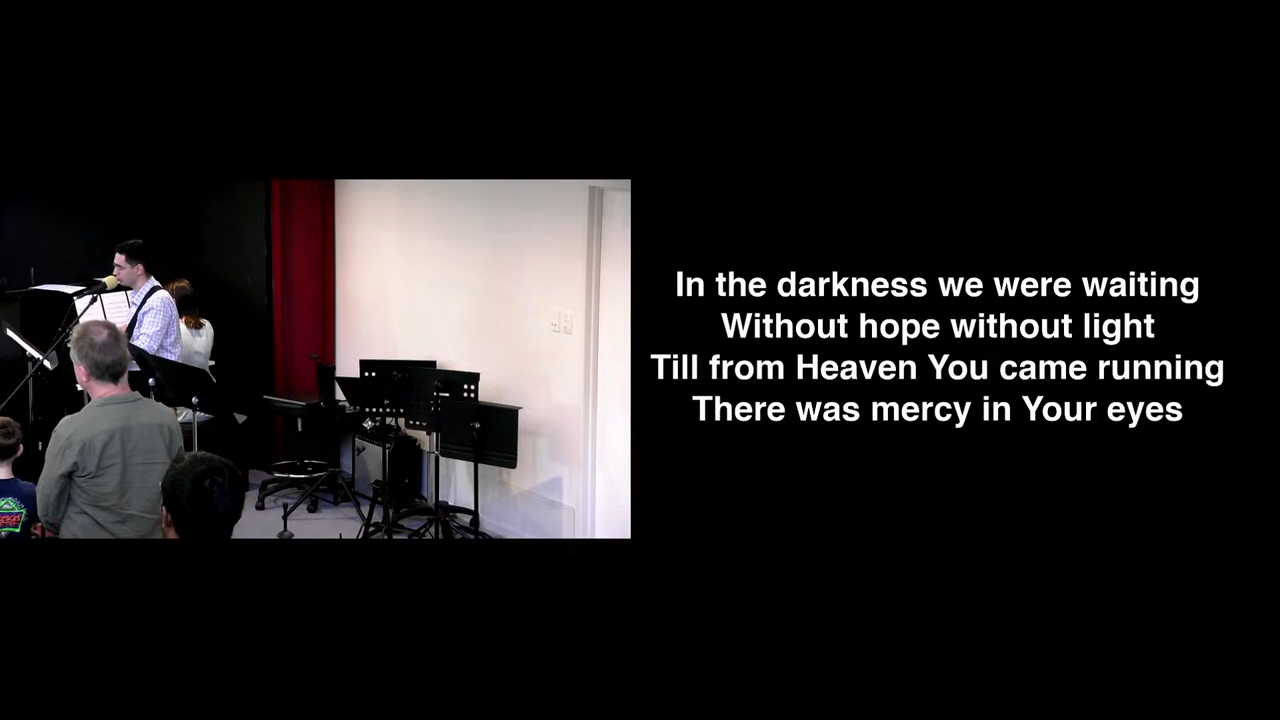 In the darkness we were waiting
Without hope without light
Till from Heaven You came running
There was mercy in Your eyes